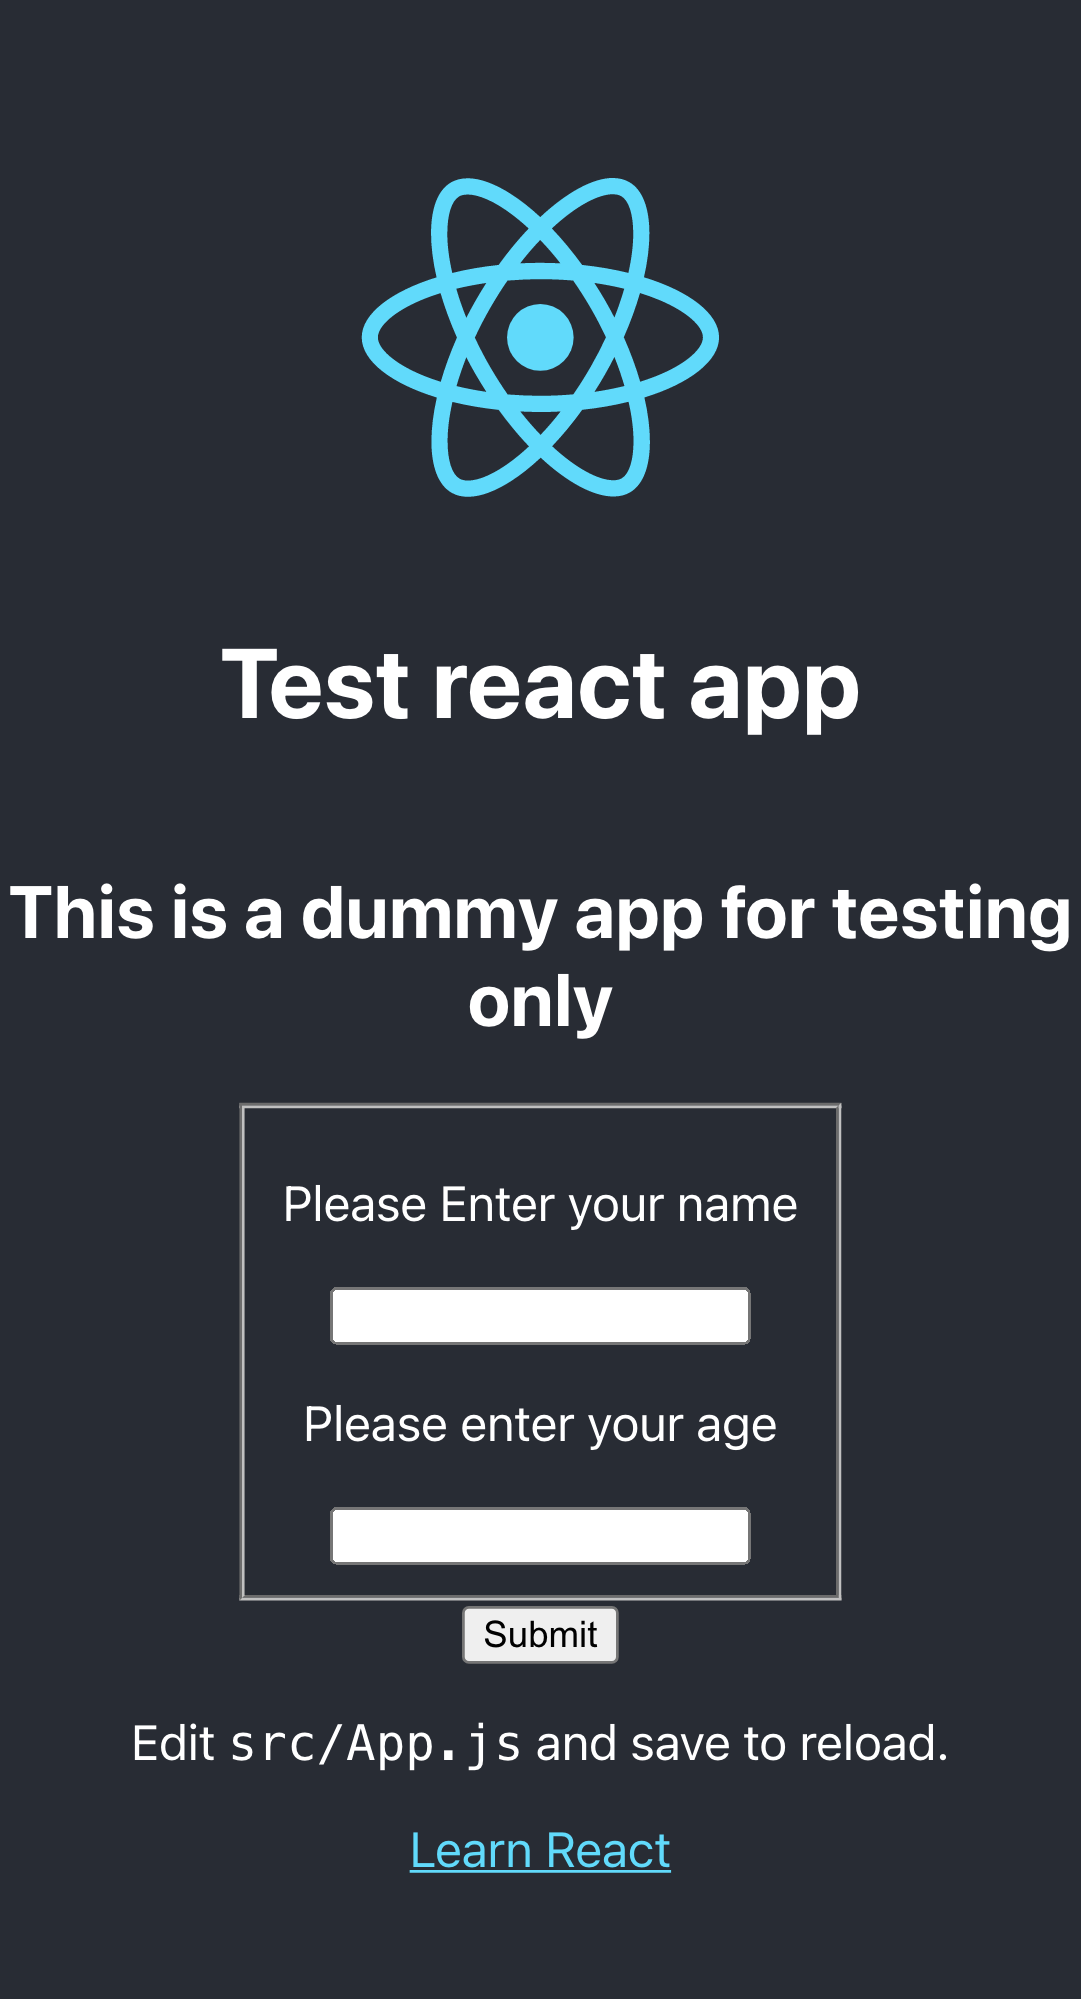 Test react app
This is a dummy app for testing
only
Please Enter your name
Please enter your age
Submit
Edit src/App.js and save to reload.
Learn React